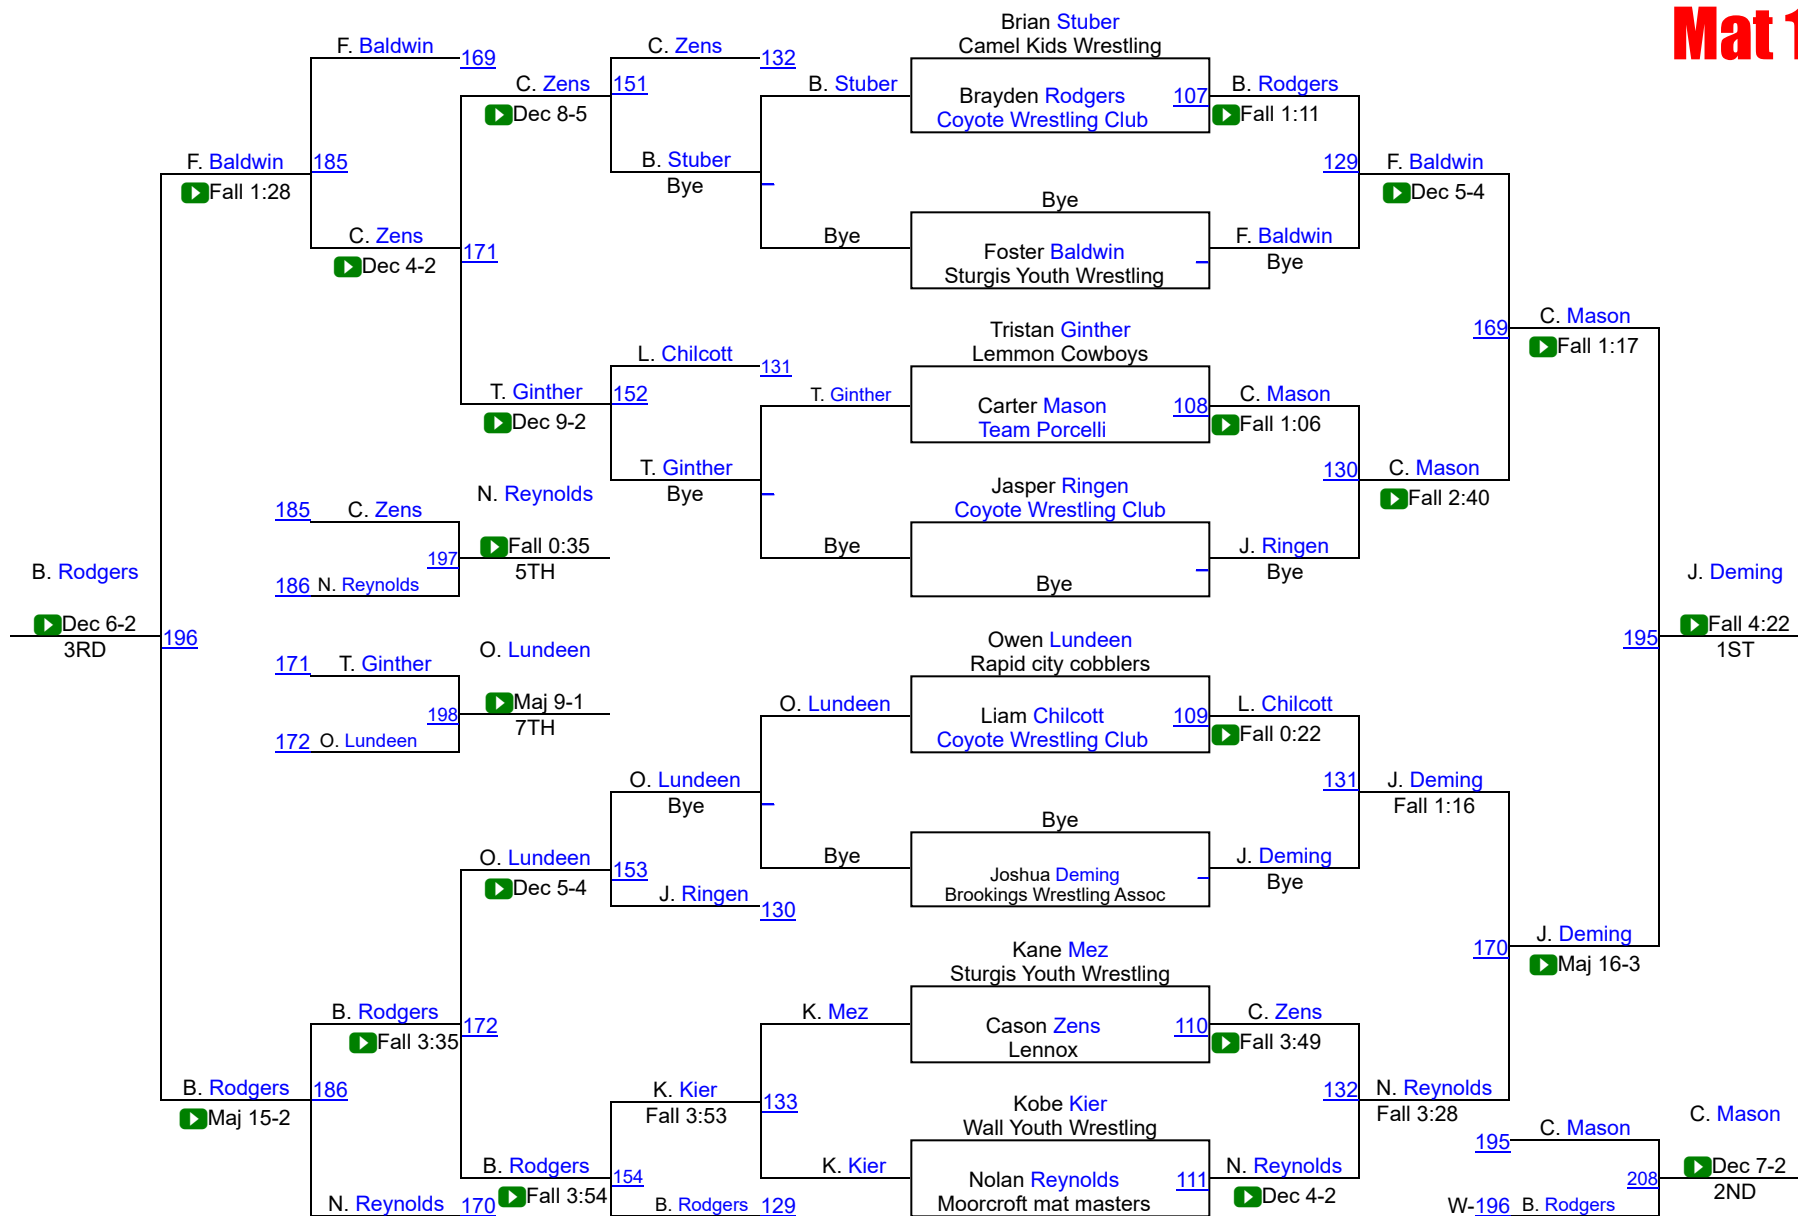 Mat 1
Brian Stuber
Camel Kids Wrestling
F. Baldwin
169
C. Zens
132
C. Zens
151
Dec 8-5
B. Stuber
Brayden Rodgers
Coyote Wrestling Club
107
B. Rodgers
Fall 1:11
F. Baldwin
185
Fall 1:28
B. Stuber
Bye
129
F. Baldwin
Dec 5-4
Bye
C. Zens
171
Dec 4-2
Bye
Foster Baldwin
Sturgis Youth Wrestling
F. Baldwin
Bye
Tristan Ginther
Lemmon Cowboys
169
C. Mason
Fall 1:17
L. Chilcott
131
T. Ginther
152
Dec 9-2
T. Ginther
Carter Mason
Team Porcelli
108
C. Mason
Fall 1:06
T. Ginther
Bye
130
C. Mason
Fall 2:40
Jasper Ringen
Coyote Wrestling Club
N. Reynolds
185
C. Zens
197
Fall 0:35
5TH
186
N. Reynolds
Bye
Bye
J. Ringen
Bye
B. Rodgers
Dec 6-2
3RD
196
J. Deming
Fall 4:22
1ST
195
Owen Lundeen
Rapid city cobblers
O. Lundeen
171
T. Ginther
198
Maj 9-1
7TH
172
O. Lundeen
O. Lundeen
Liam Chilcott
Coyote Wrestling Club
109
L. Chilcott
Fall 0:22
O. Lundeen
Bye
131
J. Deming
Fall 1:16
Bye
O. Lundeen
153
Dec 5-4
Bye
Joshua Deming
Brookings Wrestling Assoc
J. Deming
Bye
J. Ringen
130
Kane Mez
Sturgis Youth Wrestling
170
J. Deming
Maj 16-3
B. Rodgers
172
Fall 3:35
K. Mez
Cason Zens
Lennox
110
C. Zens
Fall 3:49
B. Rodgers
186
Maj 15-2
K. Kier
Fall 3:53
133
Kobe Kier
Wall Youth Wrestling
132
N. Reynolds
Fall 3:28
C. Mason
195
C. Mason
B. Rodgers
154
Fall 3:54
K. Kier
Nolan Reynolds
Moorcroft mat masters
111
N. Reynolds
Dec 4-2
208
Dec 7-2
2ND
N. Reynolds
170
B. Rodgers
129
W-196
B. Rodgers